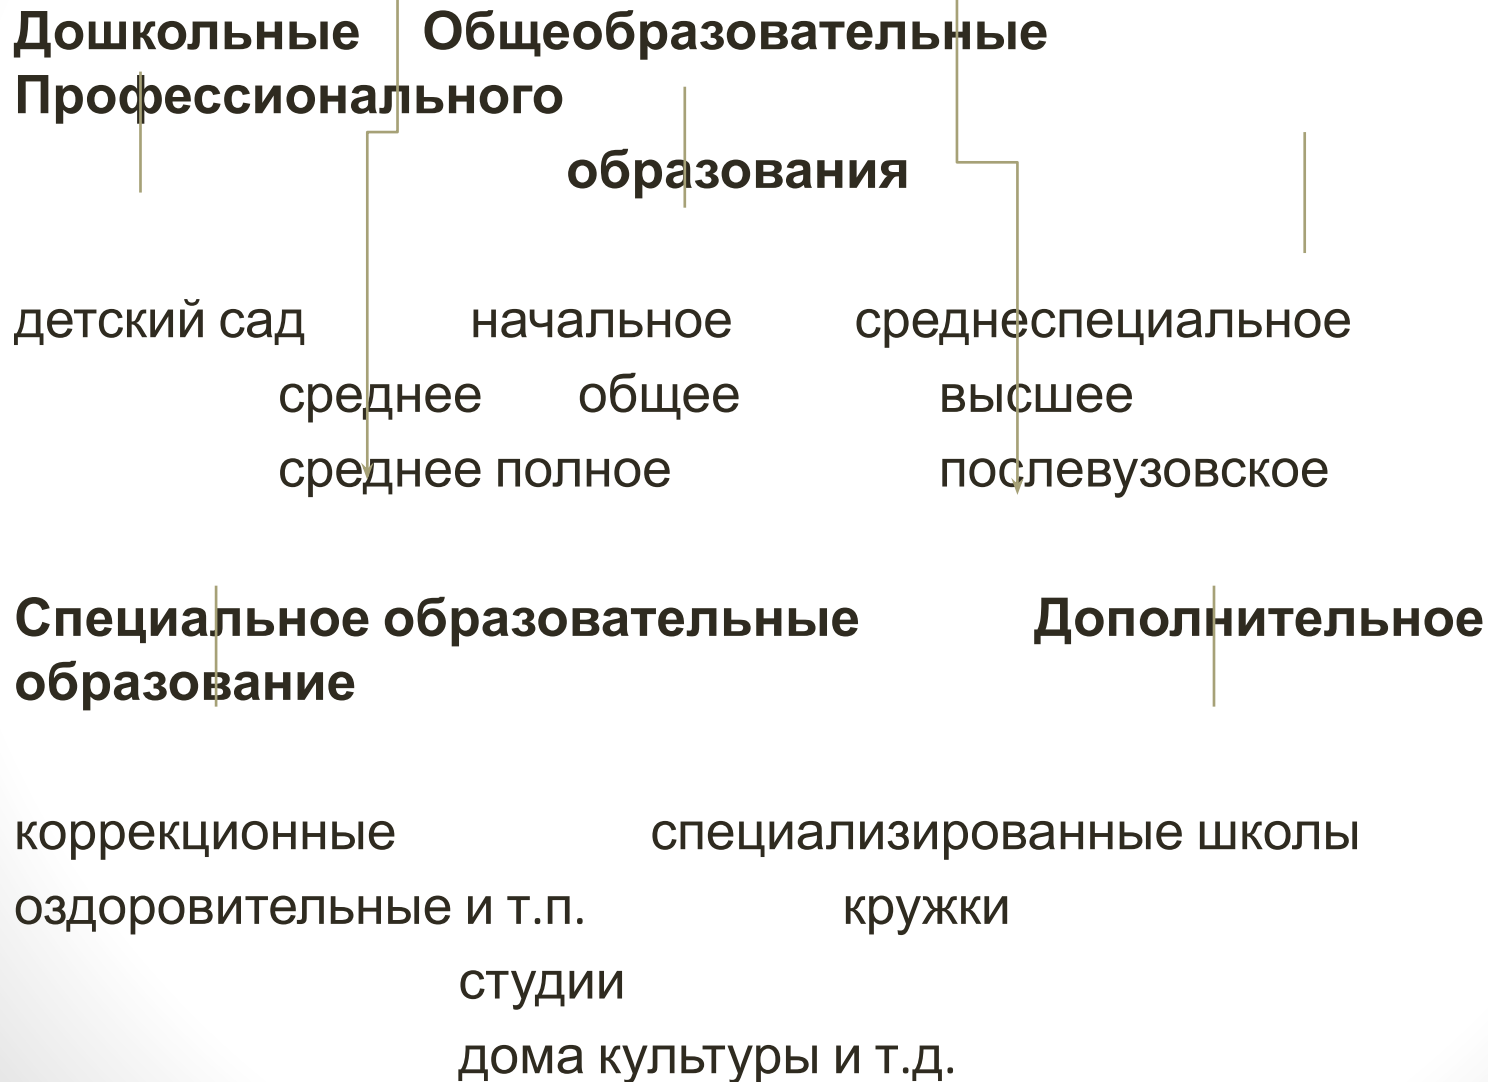 Дошкольные Общеобразовательные
Профессионального
образования
детский сад начальное среднеспециальное
среднее общее высшее
среднее полное послевузовское
Специальное образовательные Дополнительное
образование
коррекционные специализированные школы
оздоровительные и т.п. кружки
студии
дома культуры и т.д.